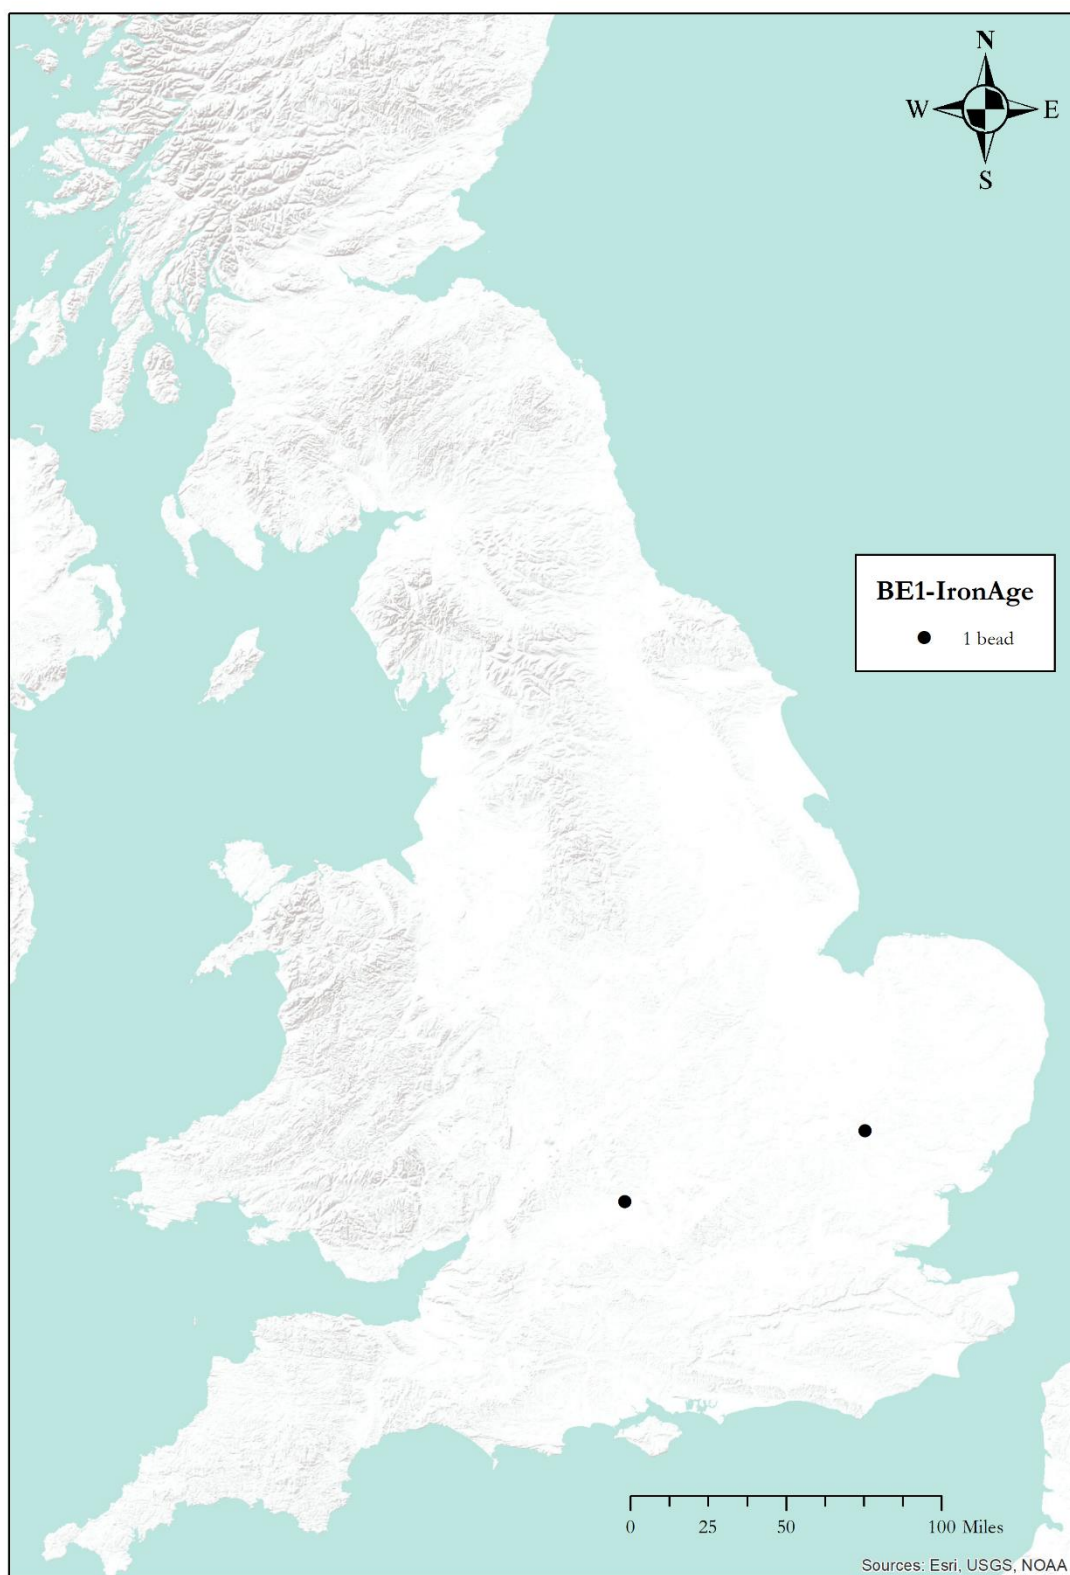 N
W E
S
BE1-IronAge
1 bead
0 25 50 100 Miles
Sources: Esri, USGS, NOAA